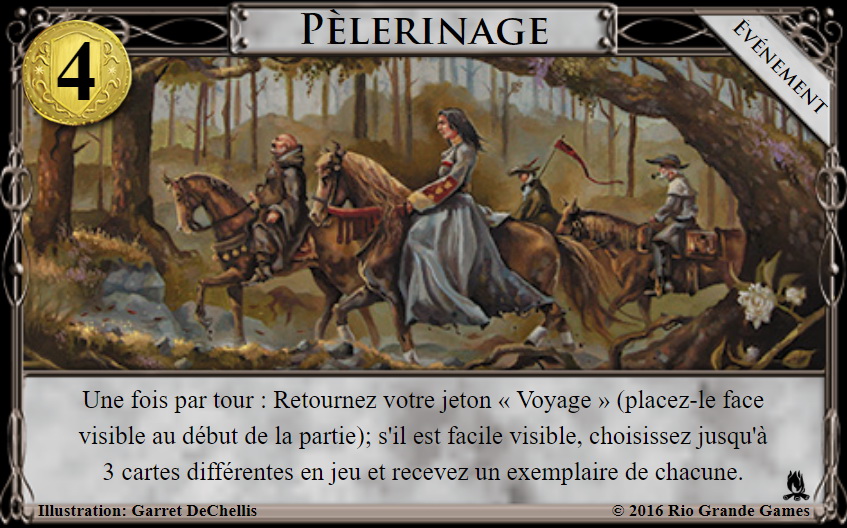 PÈLERINAGE
4
ÉVÉNEMENT
Une fois par tour : Retournez votre jeton « Voyage » (placez-le face
visible au début de la partie); s'il est facile visible, choisissez jusqu'à
3 cartes différentes en jeu et recevez un exemplaire de chacune.
Illustration: Garret DeChellis
© 2016 Rio Grande Games